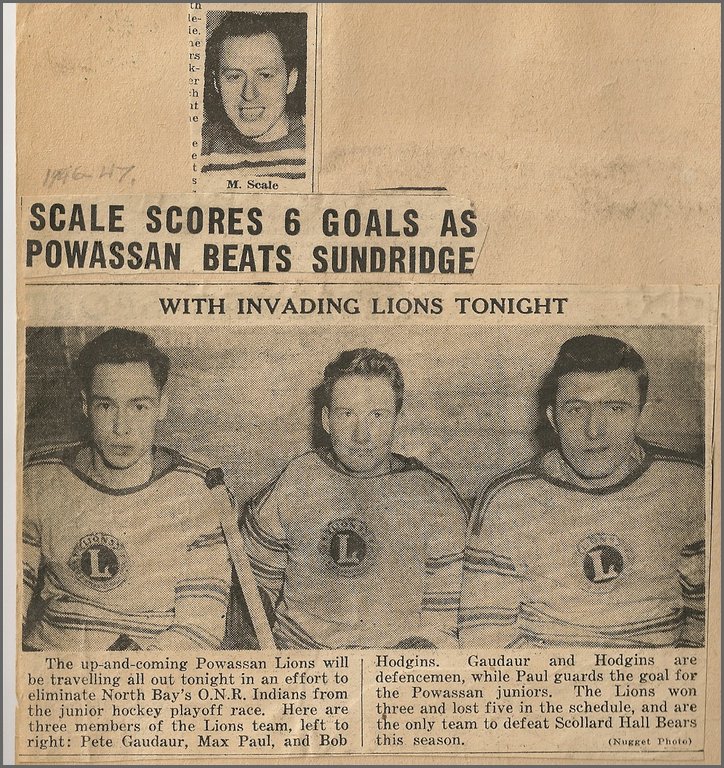 M. Scale
1946-47.
SCALE SCORES 6 GOALS AS
POWASSAN BEATS SUNDRIDGE
WITH INVADING LIONS TONIGHT
LIONS
L
LIONS
L
LIONS
L
The up-and-coming Powassan Lions will
be travelling all out tonight in an effort to
eliminate North Bay's O.N.R. Indians from
the junior hockey playoff race. Here are
three members of the Lions team, left to
right: Pete Gaudaur, Max Paul, and Bob
Hodgins. Gaudaur and Hodgins are
defencemen, while Paul guards the goal for
the Powassan juniors. The Lions won
three and lost five in the schedule, and are
the only team to defeat Scollard Hall Bears
this season. (Nugget Photo)